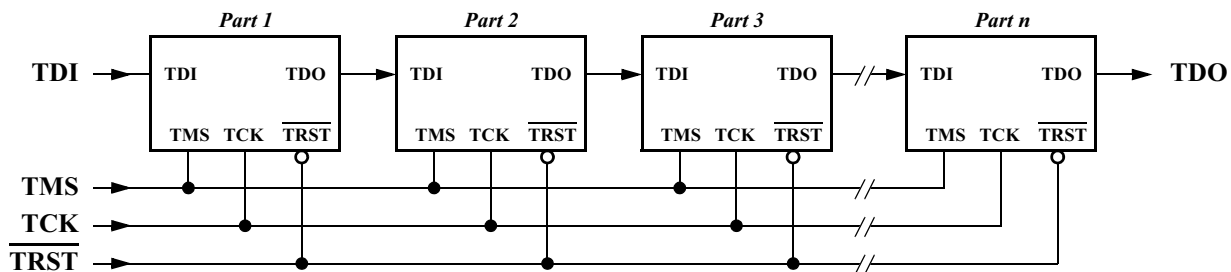 Part 1 Part 2 Part 3 Part n
TDI TDI TDO TDI TDO TDI TDO TDI TDO TDO
TMS TCK TRST TMS TCK TRST TMS TCK TRST TMS TCK TRST
TMS
TCK
TRST